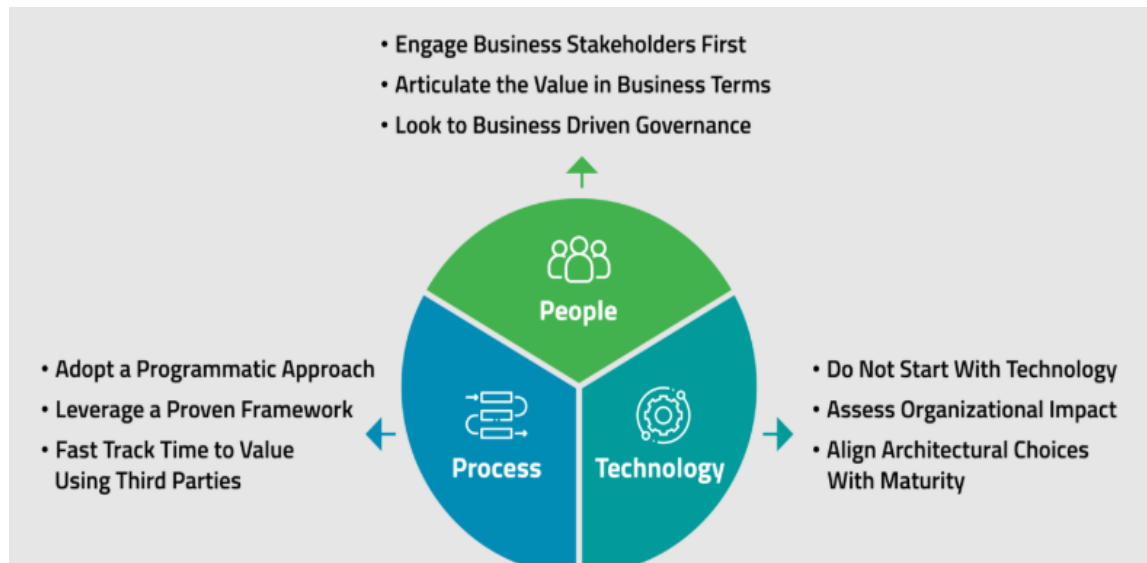 • Engage Business Stakeholders First
• Articulate the Value in Business Terms
• Look to Business Driven Governance
People
• Adopt a Programmatic Approach
• Leverage a Proven Framework
• Fast Track Time to Value
Using Third Parties
Process
Technology
• Do Not Start With Technology
• Assess Organizational Impact
• Align Architectural Choices
With Maturity